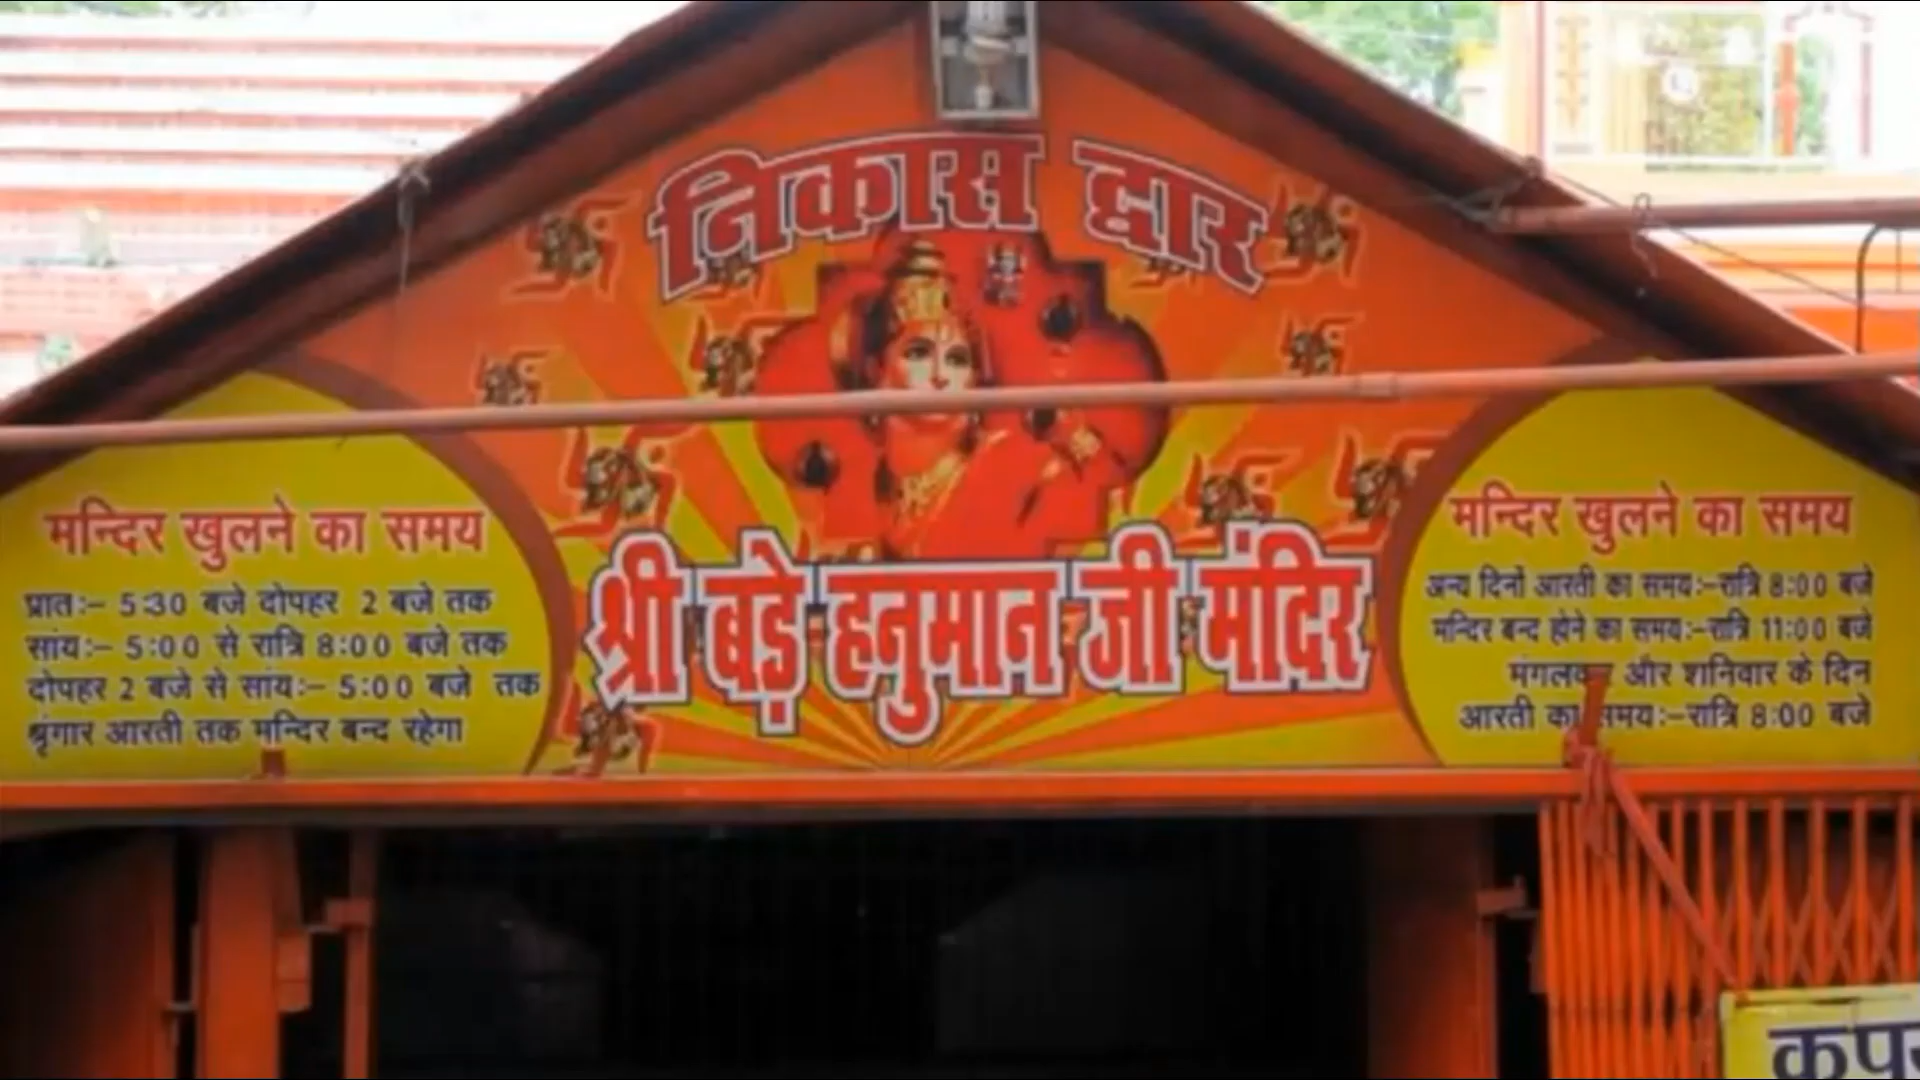 निकास द्वार
श्री बड़े हनुमान जी मंदिर
मन्दिर खुलने का समय
प्रातः- 5:30 बजे दोपहर 2 बजे तक
सांयः- 5:00 से रात्रि 8:00 बजे तक
दोपहर 2 बजे से सांयः- 5:00 बजे तक
श्रृंगार आरती तक मन्दिर बन्द रहेगा
मन्दिर खुलने का समय
अन्य दिनों आरती का समयः-रात्रि 8:00 बजे
मन्दिर बन्द होने का समयः-रात्रि 11:00 बजे
और शनिवार के दिन
आरती का समयः-रात्रि 8:00 बजे